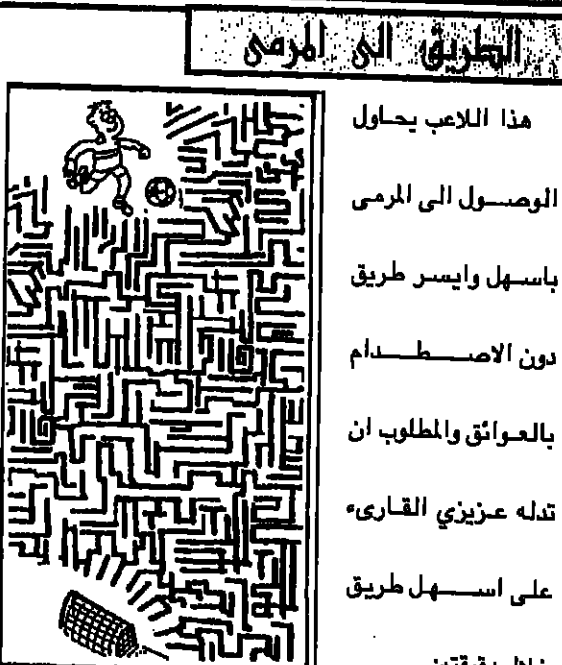 الطريق الى المرمى
هذا اللاعب يحاول
الوصول الى المرمى
باسهل وايسر طريق
دون الاصطدام
بالعوائق والمطلوب ان
تدله عزيزي القارىء
على اسهل طريق